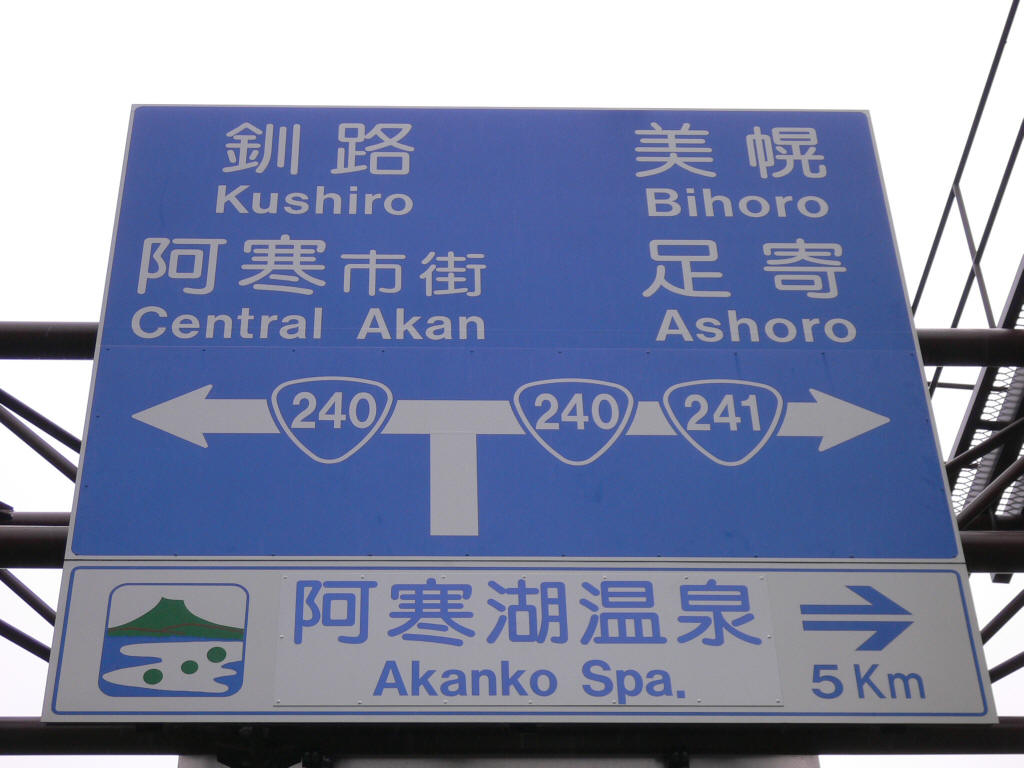 釧路
Kushiro
美幌
Bihoro
阿寒市街
Central Akan
足寄
Ashoro
240
240
241
阿寒湖温泉
Akanko Spa.
5Km